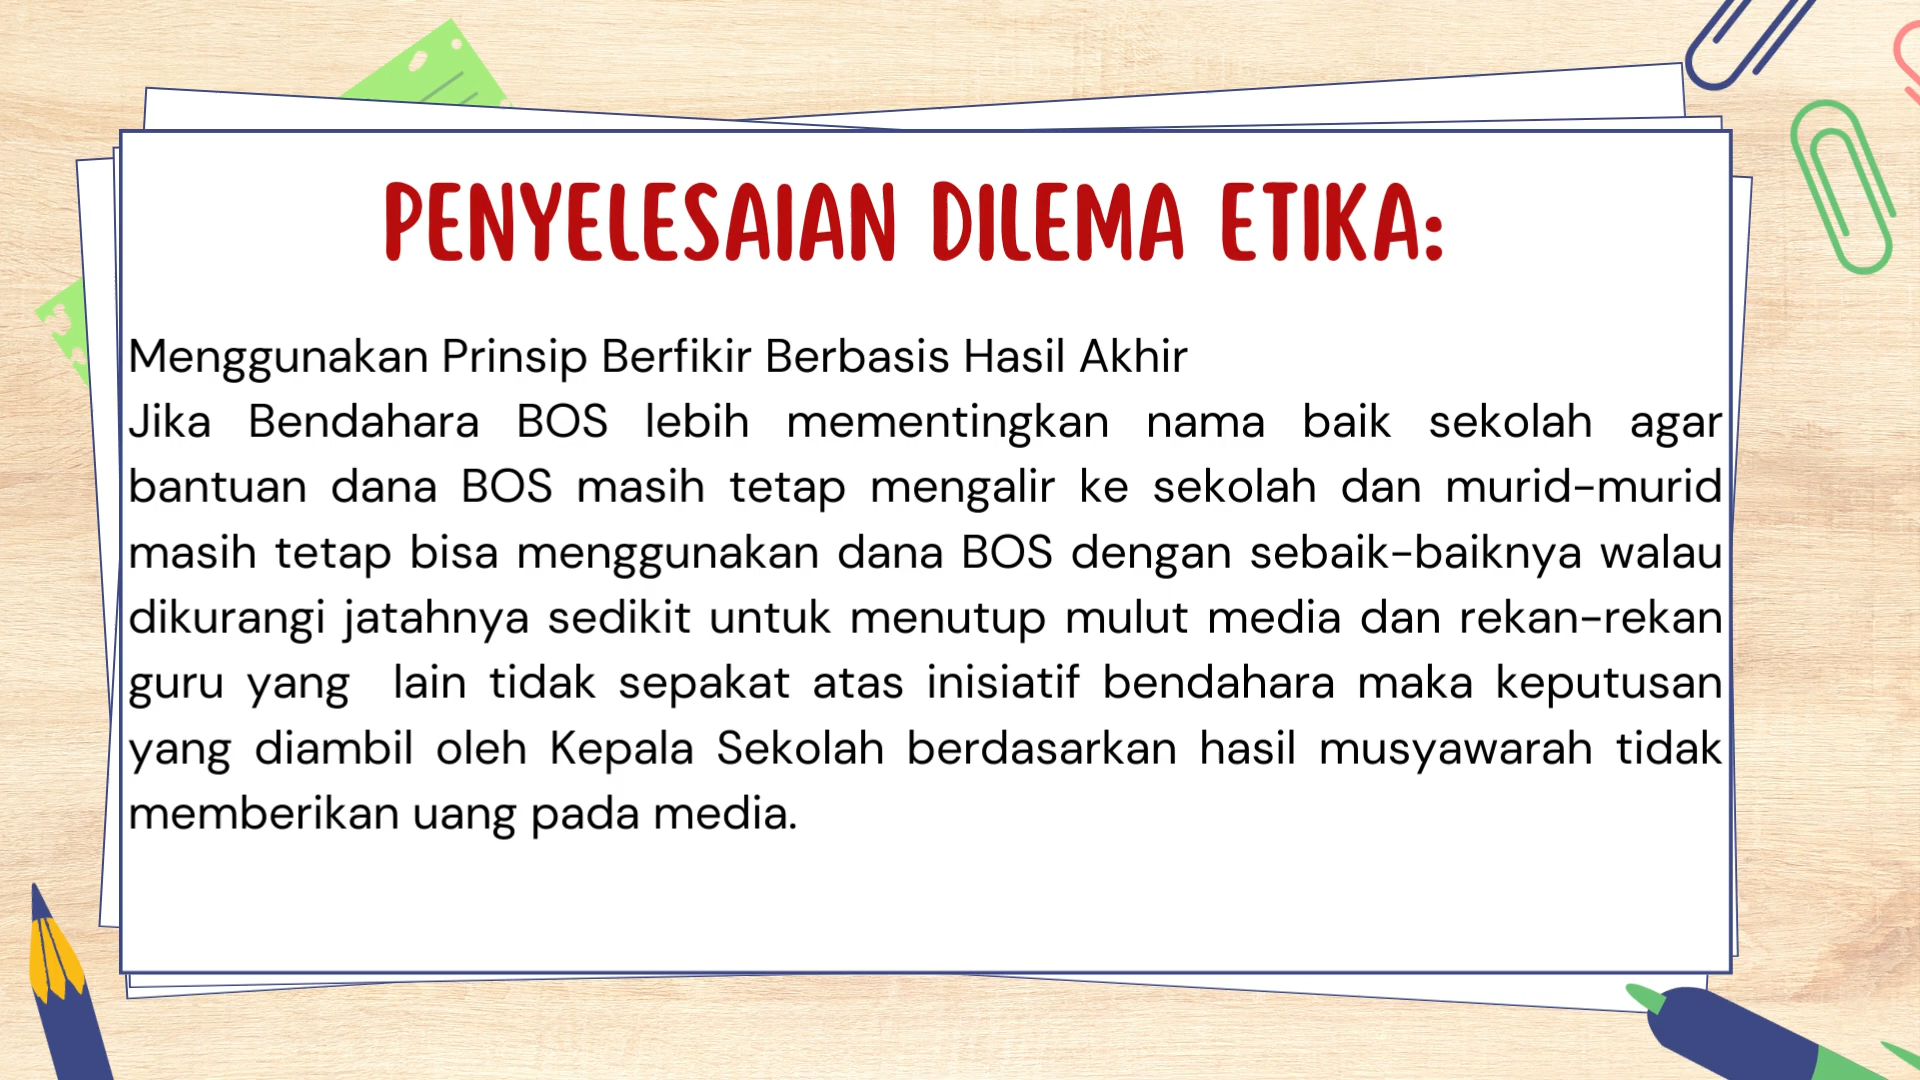 PENYELESAIAN DILEMA ETIKA:
Menggunakan Prinsip Berfikir Berbasis Hasil Akhir
Jika Bendahara BOS lebih mementingkan nama baik sekolah agar
bantuan dana BOS masih tetap mengalir ke sekolah dan murid-murid
masih tetap bisa menggunakan dana BOS dengan sebaik-baiknya walau
dikurangi jatahnya sedikit untuk menutup mulut media dan rekan-rekan
guru yang lain tidak sepakat atas inisiatif bendahara maka keputusan
yang diambil oleh Kepala Sekolah berdasarkan hasil musyawarah tidak
memberikan uang pada media.